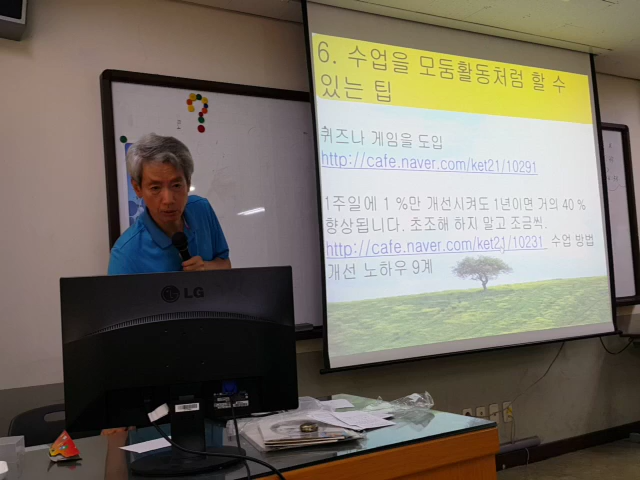 6. 수업을 모둠활동처럼 할 수
있는 팁
퀴즈나 게임을 도입
http://cafe.naver.com/ket21/10291
1주일에 1 %만 개선시켜도 1년이면 거의 40 %
향상됩니다. 초조해 하지 말고 조금씩.
http://cafe.naver.com/ket21/10231 수업 방법
개선 노하우 9계
LG